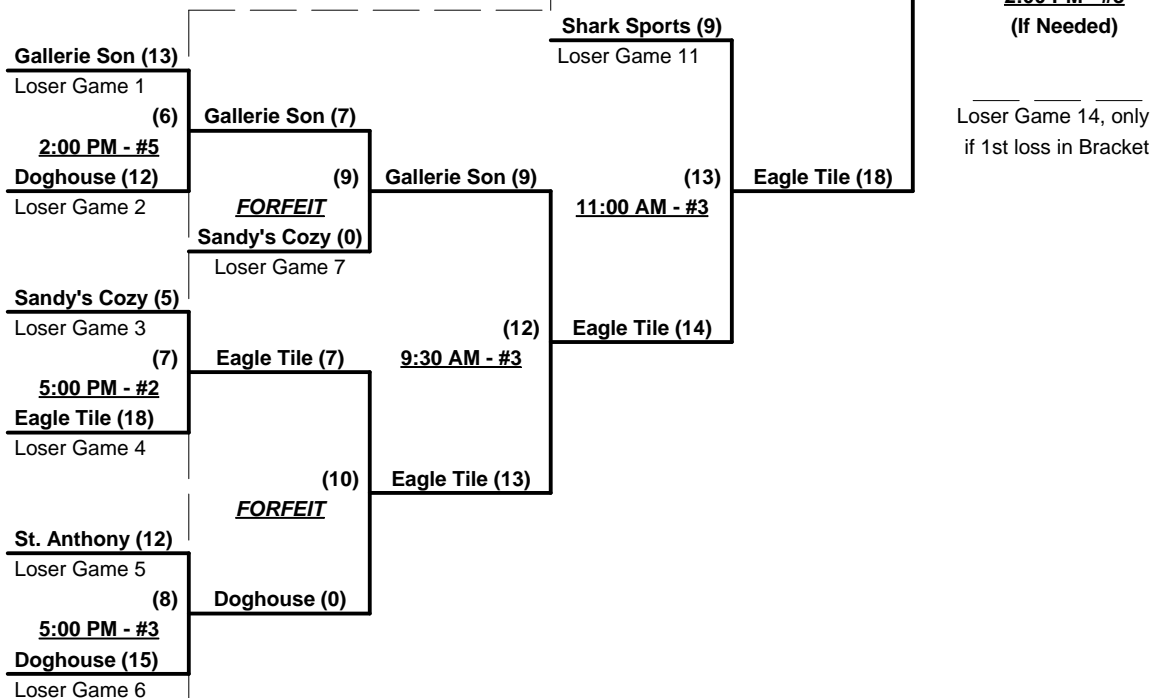 Shark Sports (9)
Loser Game 11
(If Needed)
Gallerie Son (13)
Loser Game 1
(6)
Gallerie Son (7)
2:00 PM - #5
Doghouse (12)
Loser Game 2
(9)
Gallerie Son (9)
FORFEIT
Sandy's Cozy (0)
Loser Game 7
(13)
Eagle Tile (18)
11:00 AM - #3
Loser Game 14, only
if 1st loss in Bracket
Sandy's Cozy (5)
Loser Game 3
(7)
Eagle Tile (7)
5:00 PM - #2
Eagle Tile (18)
Loser Game 4
(12)
Eagle Tile (14)
9:30 AM - #3
(10)
Eagle Tile (13)
FORFEIT
St. Anthony (12)
Loser Game 5
(8)
Doghouse (0)
5:00 PM - #3
Doghouse (15)
Loser Game 6